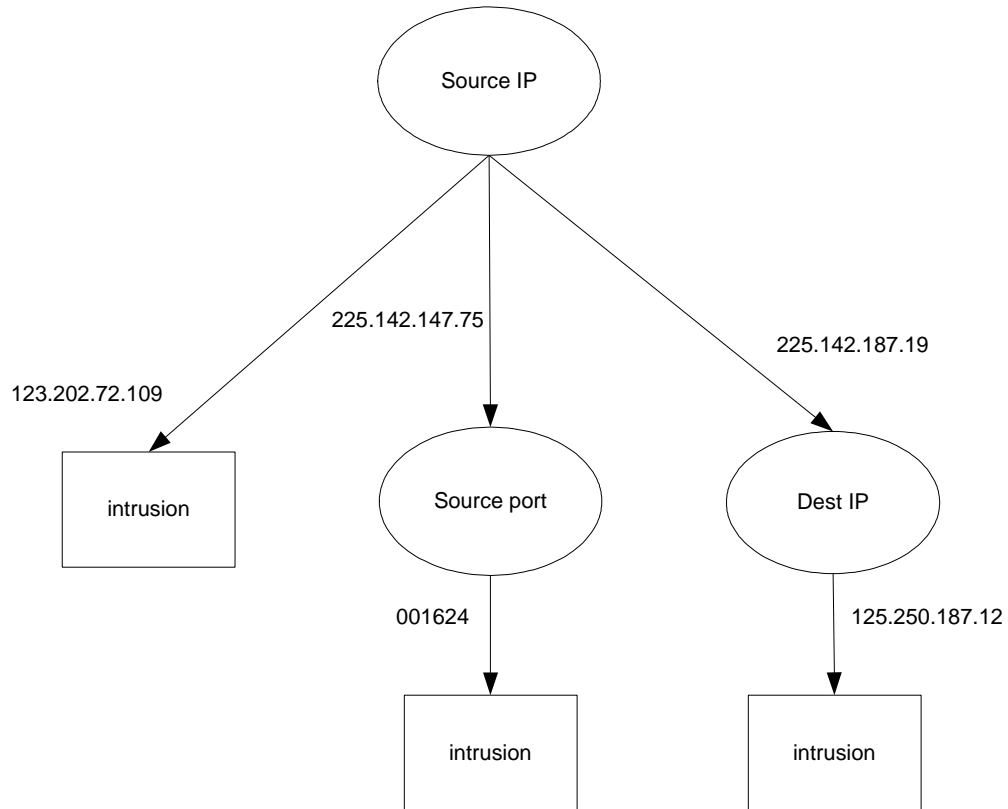 Source IP
225.142.147.75
225.142.187.19
123.202.72.109
intrusion
Source port
Dest IP
001624
125.250.187.12
intrusion
intrusion